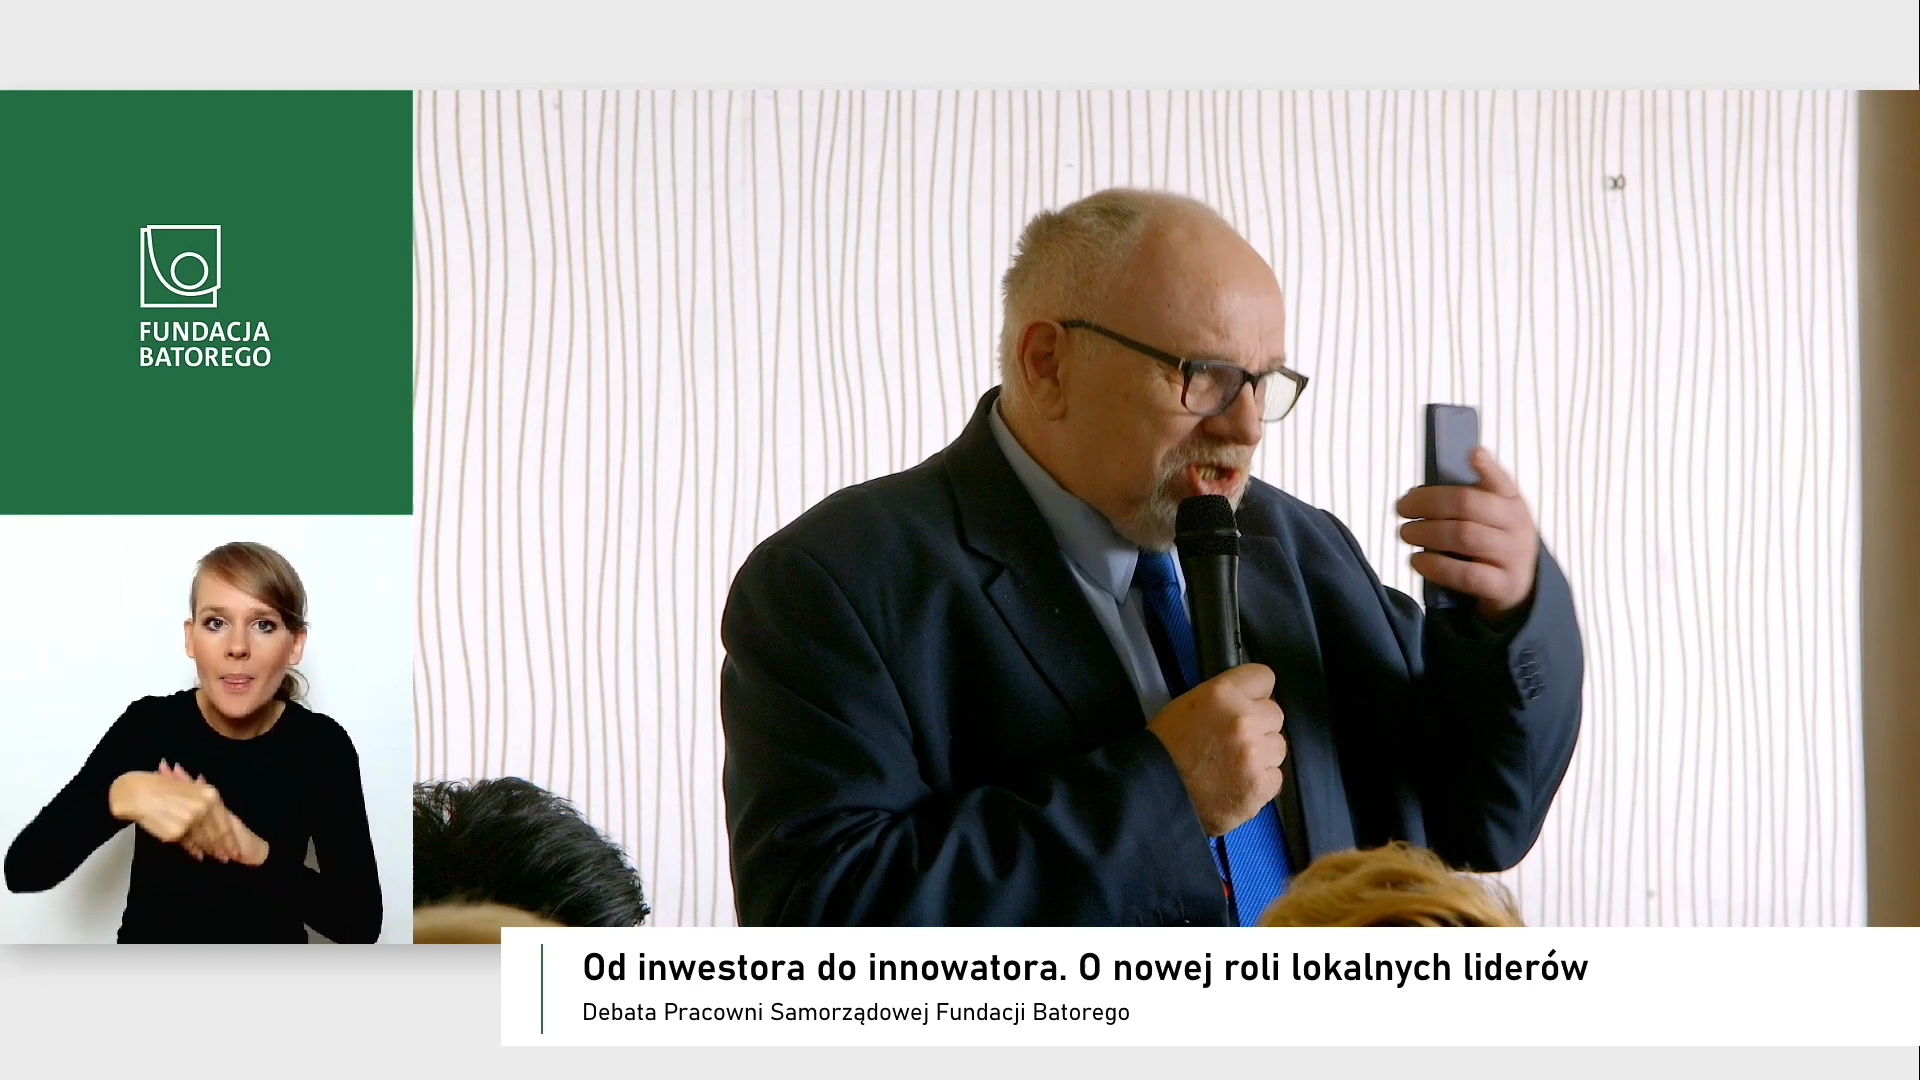 FUNDACJA
BATOREGO
Od inwestora do innowatora. O nowej roli lokalnych liderów
Debata Pracowni Samorządowej Fundacji Batorego